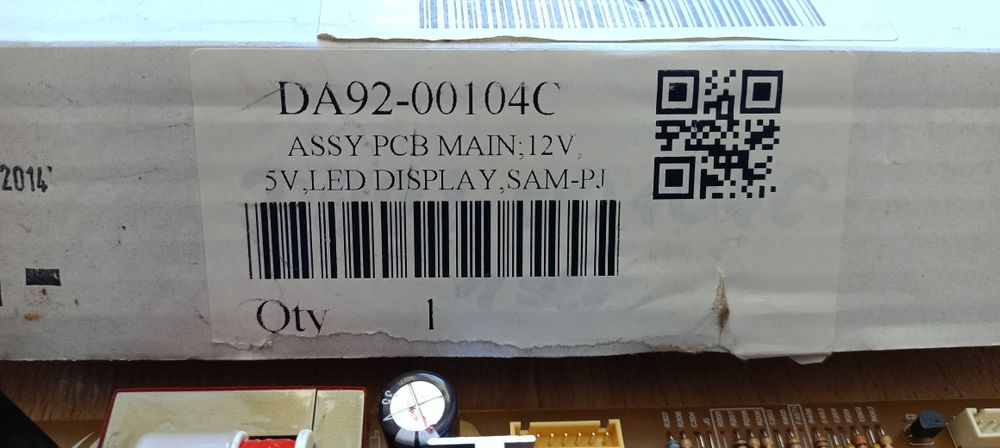 DA92-00104C
ASSY PCB MAIN;12V,
5V,LED DISPLAY,SAM-PJ
2014
Qty 1